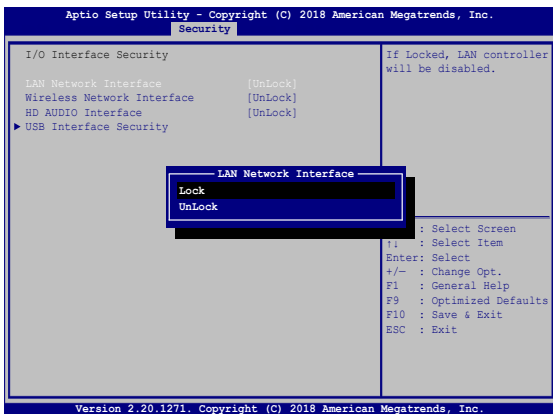 Aptio Setup Utility - Copyright (C) 2018 American Megatrends, Inc.
Security
I/O Interface Security
LAN Network Interface [UnLock]
Wireless Network Interface [UnLock]
HD AUDIO Interface [UnLock]
▶ USB Interface Security
If Locked, LAN controller
will be disabled.
LAN Network Interface
Lock
UnLock
: Select Screen
↑↓ : Select Item
Enter: Select
+/— : Change Opt.
F1 : General Help
F9 : Optimized Defaults
F10 : Save & Exit
ESC : Exit
Version 2.20.1271. Copyright (C) 2018 American Megatrends, Inc.